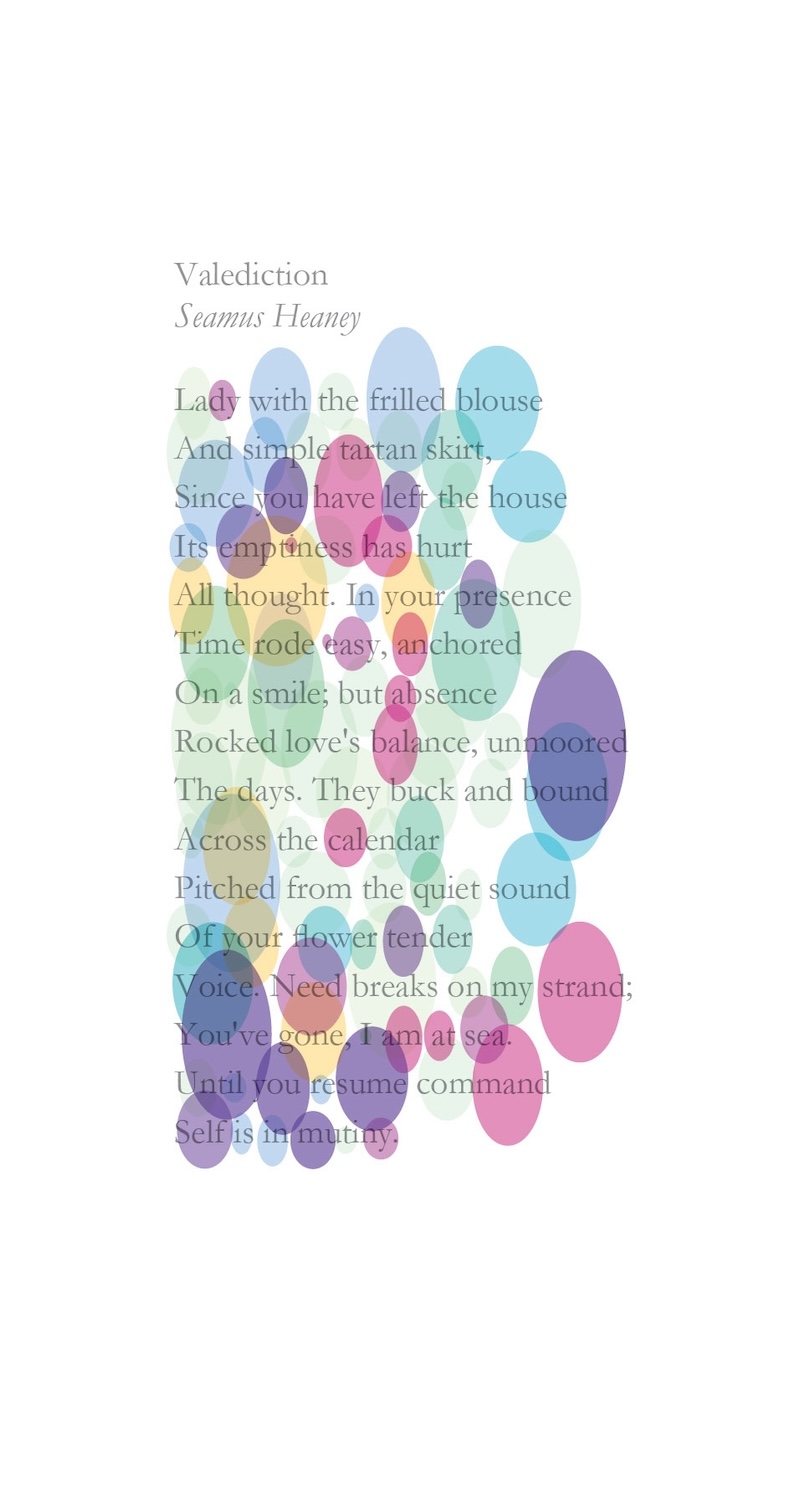 Valediction
Seamus Heaney
Lady with the frilled blouse
And simple tartan skirt,
Since you have left the house
Its emptiness has hurt
All thought. In your presence
Time rode easy, anchored
On a smile; but absence
Rocked love's balance, unmoored
The days. They buck and bound
Across the calendar
Pitched from the quiet sound
Of your flower tender
Voice. Need breaks on my strand;
You've gone, I am at sea.
Until you resume command
Self is in mutiny.